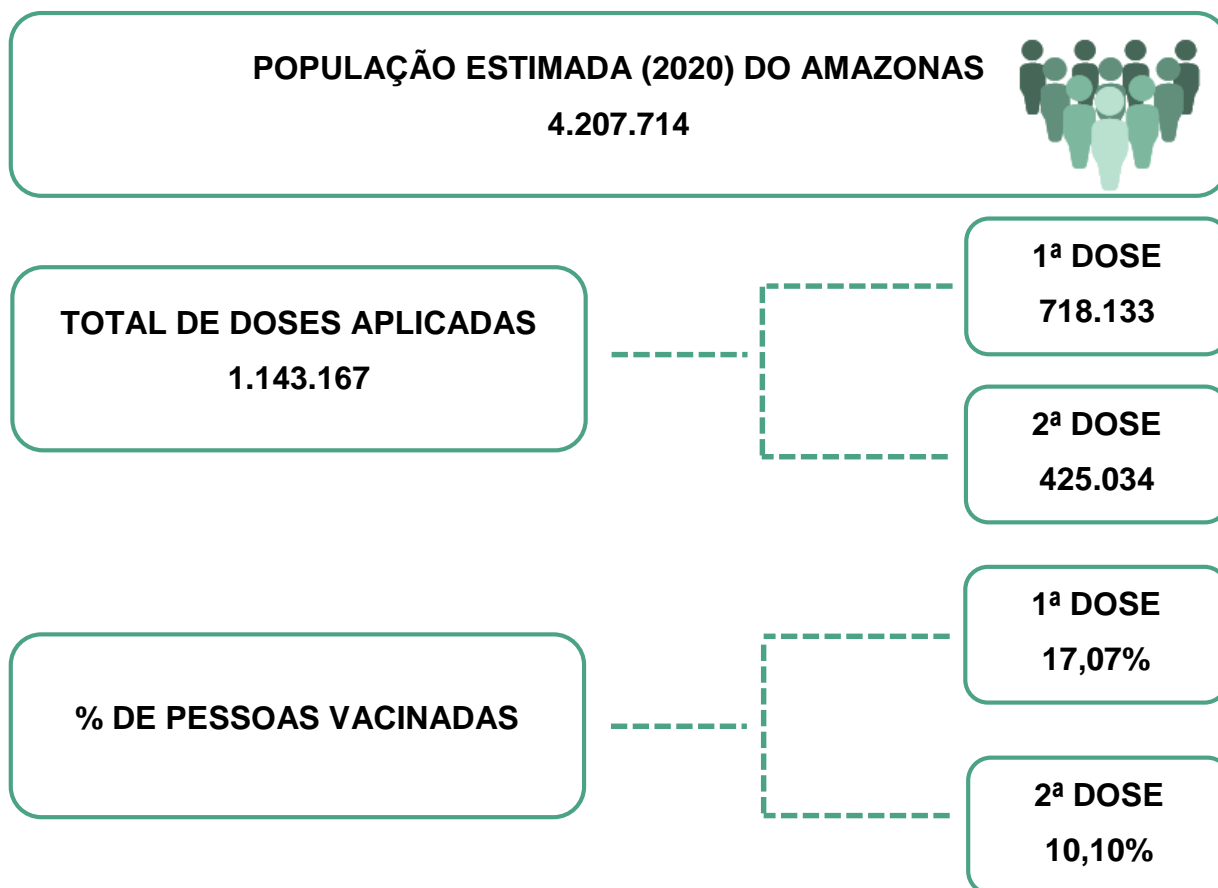 POPULAÇÃO ESTIMADA (2020) DO AMAZONAS
4.207.714
TOTAL DE DOSES APLICADAS
1.143.167
1ª DOSE
718.133
2ª DOSE
425.034
% DE PESSOAS VACINADAS
1ª DOSE
17,07%
2ª DOSE
10,10%